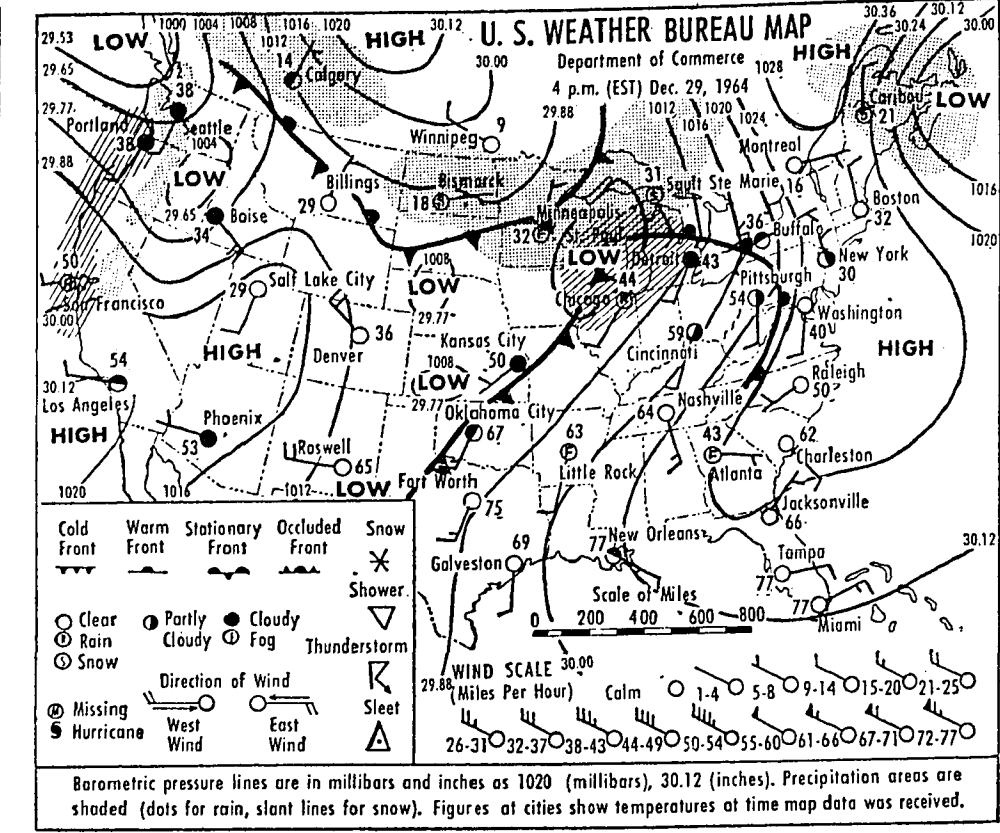 1000 1004 1008 1016 1020 30.12
U. S. WEATHER BUREAU MAP
Department of Commerce
4 p.m. (EST) Dec. 29, 1964
30.36 30.12
30.24 30.00
29.53
LOW
1012
HIGH
30.00
1028
HIGH
29.65
14
Calgary
38
29.88
1012 1020
1016 1024
Caribou
21
LOW
29.77
Portland
38
Seattle
1004
Winnipeg
9
Montreal
16
29.88
LOW
Billings
29
Bismarck
18
31
Sault Ste Marie
1016
Boston
32
29.65
Boise
34
Minneapolis
St. Paul
32
36
Buffalo
1020
50
San Francisco
30.00
Salt Lake City
29
1008
LOW
29.77
LOW
44
Chicago
Detroit
43
Pittsburgh
54
New York
30
Washington
40
HIGH
Denver
36
Kansas City
50
59
Cincinnati
HIGH
54
30.12
Los Angeles
1008
LOW
29.77
Raleigh
50
HIGH
Phoenix
53
Oklahoma City
67
Nashville
64
Roswell
65
63
Little Rock
43
Atlanta
62
Charleston
1020
1016
1012
LOW
Fort Worth
75
Jacksonville
66
Galveston
69
New Orleans
77
Tampa
77
30.12
77
Miami
Scale of Miles
0 200 400 600 800
29.88
30.00
Cold Front
Warm Front
Stationary Front
Occluded Front
Snow
Shower
Clear
Partly Cloudy
Cloudy
R Rain
F Fog
S Snow
Thunderstorm
Direction of Wind
M Missing
Hurricane
West Wind
East Wind
Sleet
WIND SCALE
(Miles Per Hour)
Calm 1-4 5-8 9-14 15-20 21-25
26-31 32-37 38-43 44-49 50-54 55-60 61-66 67-71 72-77
Barometric pressure lines are in millibars and inches as 1020 (millibars), 30.12 (inches). Precipitation areas are
shaded (dots for rain, slant lines for snow). Figures at cities show temperatures at time map data was received.